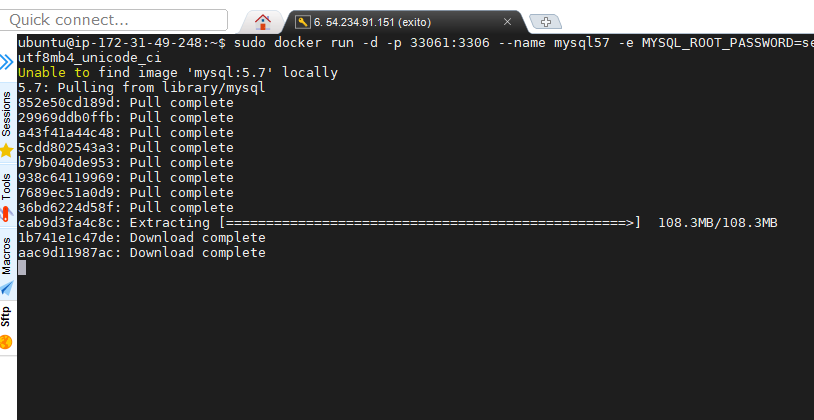 Quick connect...
6. 54.234.91.151 (exito)
ubuntu@ip-172-31-49-248:~$ sudo docker run -d -p 33061:3306 --name mysql57 -e MYSQL_ROOT_PASSWORD=se
utf8mb4_unicode_ci
Unable to find image 'mysql:5.7' locally
5.7: Pulling from library/mysql
852e50cd189d: Pull complete
29969ddb0ffb: Pull complete
a43f41a44c48: Pull complete
5cdd802543a3: Pull complete
b79b040de953: Pull complete
938c64119969: Pull complete
7689ec51a0d9: Pull complete
36bd6224d58f: Pull complete
cab9d3fa4c8c: Extracting [==================================================>] 108.3MB/108.3MB
1b741e1c47de: Download complete
aac9d11987ac: Download complete
Sessions
Tools
Macros
Sftp